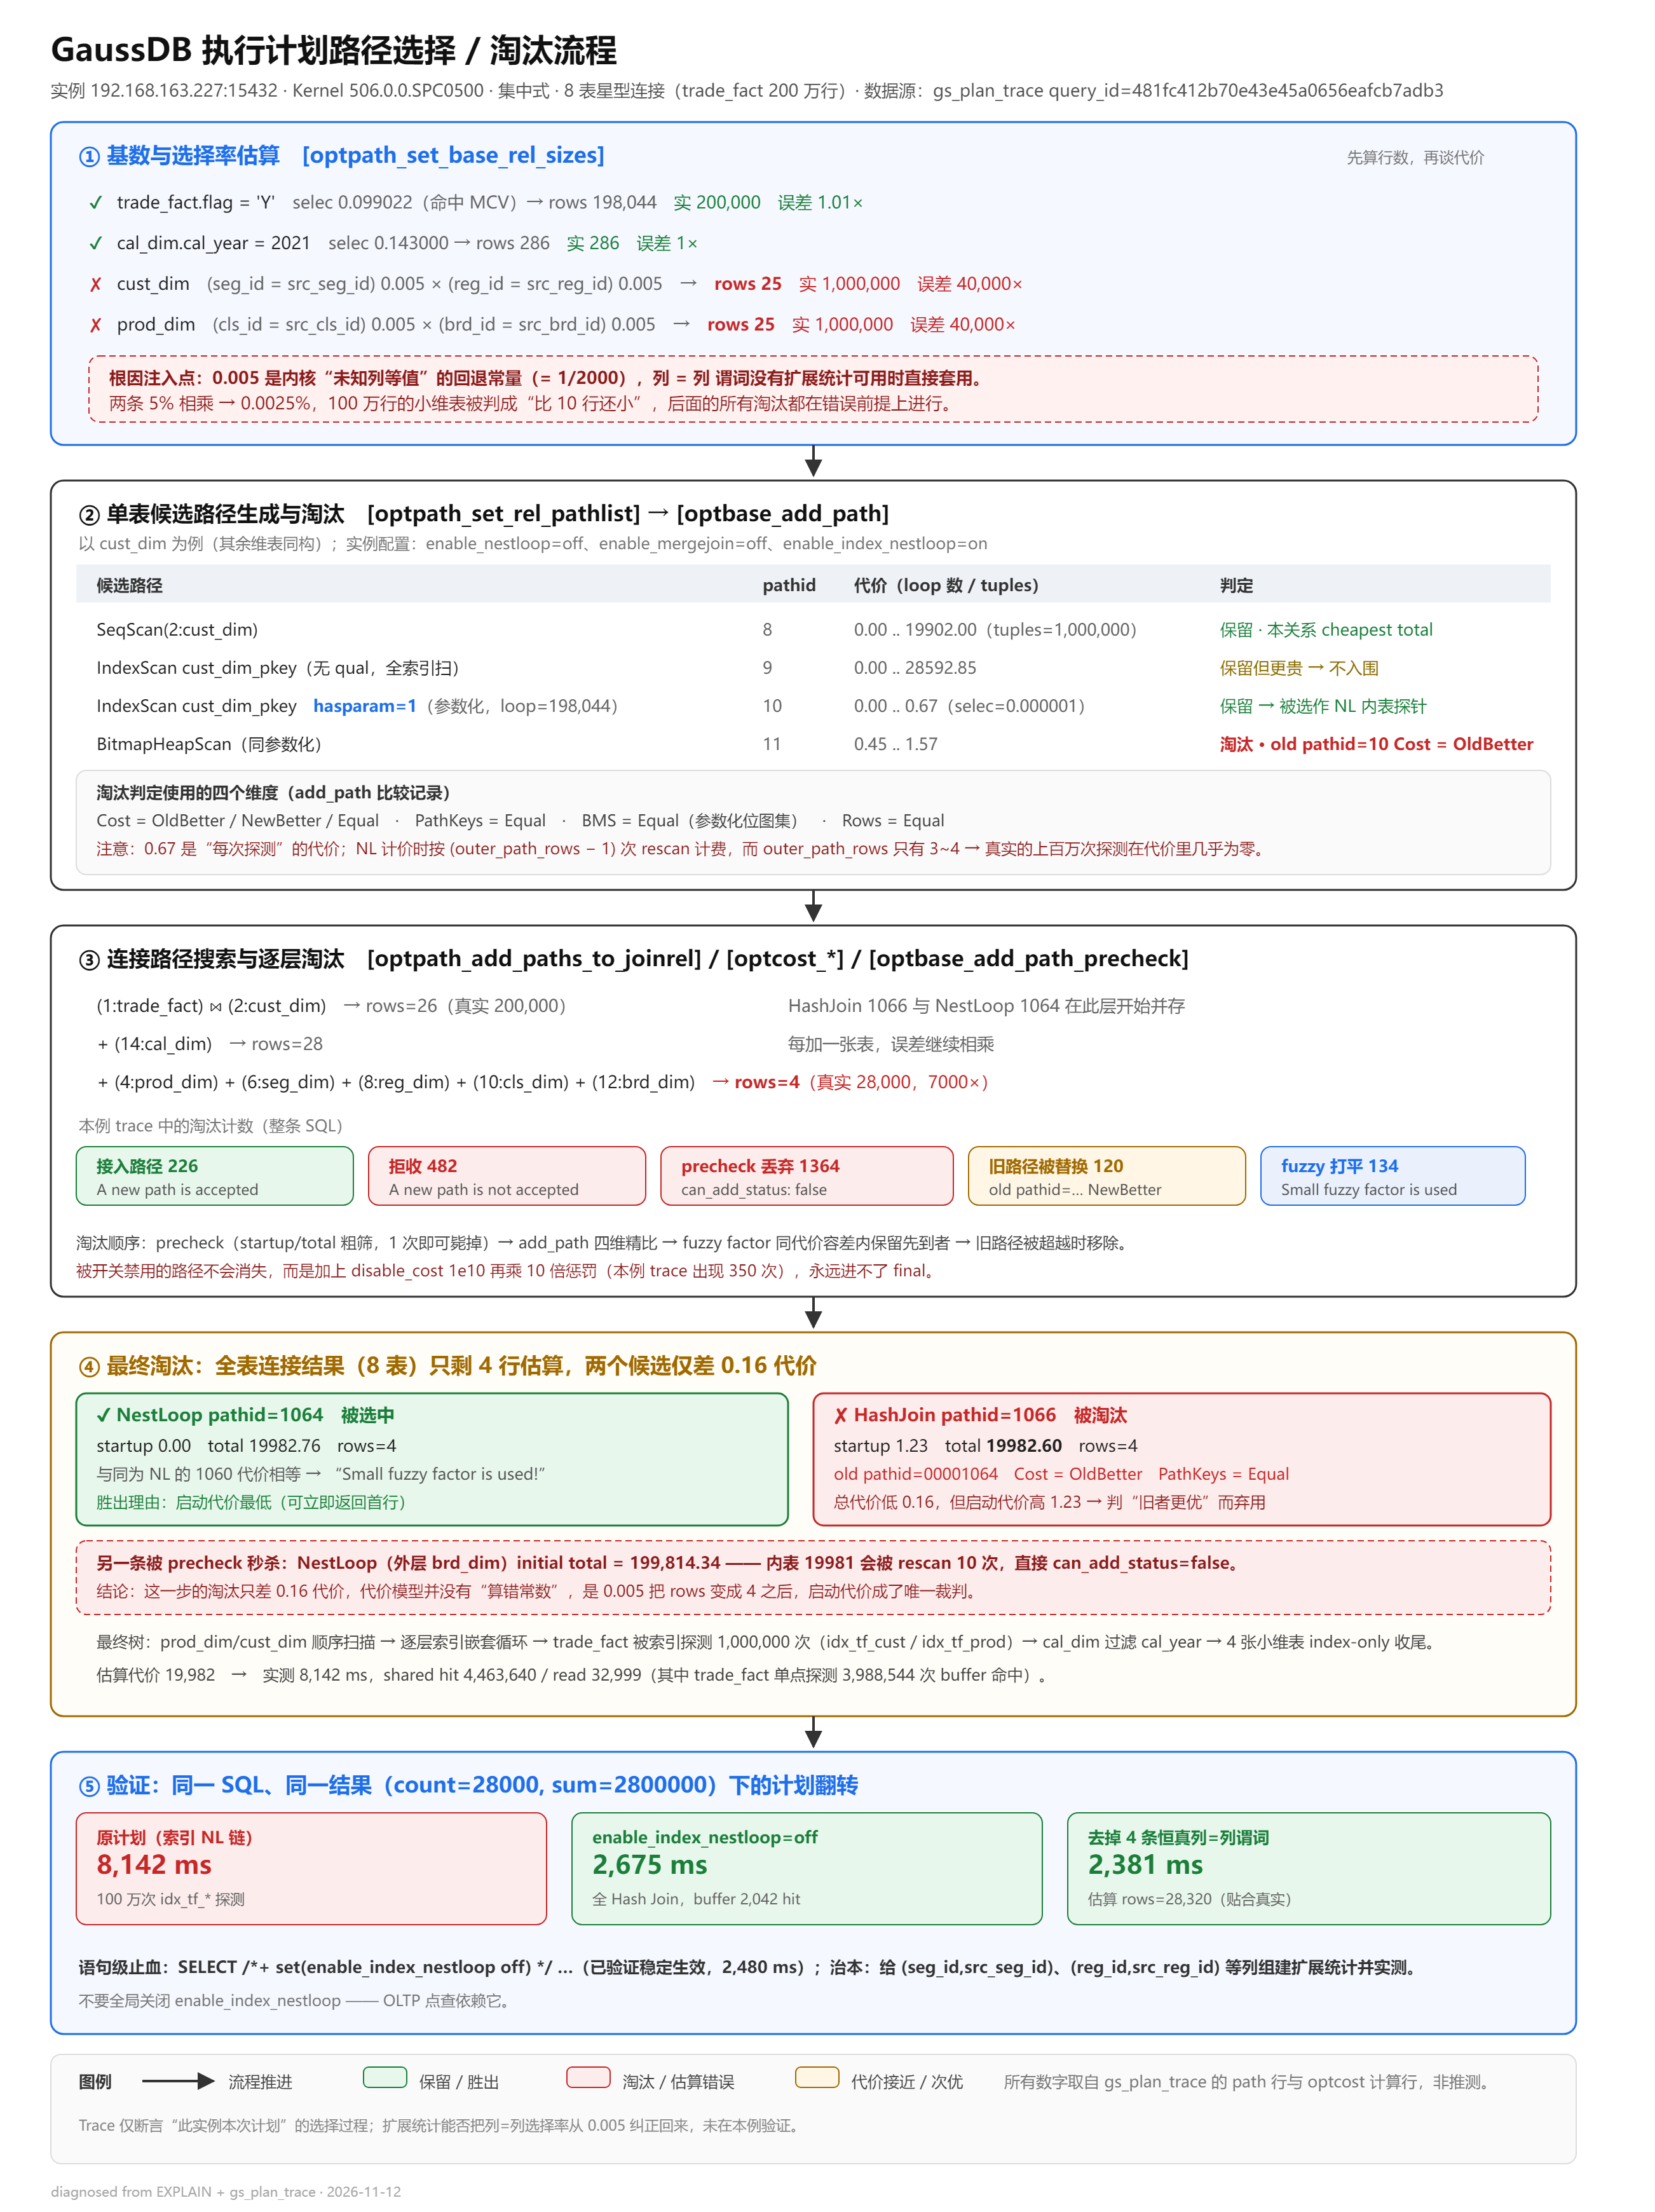 GaussDB 执行计划路径选择 / 淘汰流程
实例 192.168.163.227:15432 · Kernel 506.0.0.SPC0500 · 集中式 · 8 表星型连接（trade_fact 200 万行）· 数据源：gs_plan_trace query_id=481fc412b70e43e45a0656eafcb7adb3
① 基数与选择率估算 [optpath_set_base_rel_sizes]
先算行数，再谈代价
✓ trade_fact.flag = 'Y' selec 0.099022（命中 MCV）→ rows 198,044 实 200,000 误差 1.01×
✓ cal_dim.cal_year = 2021 selec 0.143000 → rows 286 实 286 误差 1×
✗ cust_dim (seg_id = src_seg_id) 0.005 × (reg_id = src_reg_id) 0.005 → rows 25 实 1,000,000 误差 40,000×
✗ prod_dim (cls_id = src_cls_id) 0.005 × (brd_id = src_brd_id) 0.005 → rows 25 实 1,000,000 误差 40,000×
根因注入点：0.005 是内核“未知列等值”的回退常量（= 1/2000），列 = 列 谓词没有扩展统计可用时直接套用。
两条 5% 相乘 → 0.0025%，100 万行的小维表被判成“比 10 行还小”，后面的所有淘汰都在错误前提上进行。
② 单表候选路径生成与淘汰 [optpath_set_rel_pathlist] → [optbase_add_path]
以 cust_dim 为例（其余维表同构）；实例配置：enable_nestloop=off、enable_mergejoin=off、enable_index_nestloop=on
候选路径 pathid 代价（loop 数 / tuples） 判定
SeqScan(2:cust_dim) 8 0.00 .. 19902.00（tuples=1,000,000） 保留 · 本关系 cheapest total
IndexScan cust_dim_pkey（无 qual，全索引扫） 9 0.00 .. 28592.85 保留但更贵 → 不入围
IndexScan cust_dim_pkey hasparam=1（参数化，loop=198,044） 10 0.00 .. 0.67（selec=0.000001） 保留 → 被选作 NL 内表探针
BitmapHeapScan（同参数化） 11 0.45 .. 1.57 淘汰 • old pathid=10 Cost = OldBetter
淘汰判定使用的四个维度（add_path 比较记录）
Cost = OldBetter / NewBetter / Equal · PathKeys = Equal · BMS = Equal（参数化位图集） · Rows = Equal
注意：0.67 是“每次探测”的代价；NL 计价时按 (outer_path_rows − 1) 次 rescan 计费，而 outer_path_rows 只有 3~4 → 真实的上百万次探测在代价里几乎为零。
③ 连接路径搜索与逐层淘汰 [optpath_add_paths_to_joinrel] / [optcost_*] / [optbase_add_path_precheck]
(1:trade_fact) ⋈ (2:cust_dim) → rows=26（真实 200,000） HashJoin 1066 与 NestLoop 1064 在此层开始并存
+ (14:cal_dim) → rows=28 每加一张表，误差继续相乘
+ (4:prod_dim) + (6:seg_dim) + (8:reg_dim) + (10:cls_dim) + (12:brd_dim) → rows=4（真实 28,000，7000×）
本例 trace 中的淘汰计数（整条 SQL）
接入路径 226
A new path is accepted
拒收 482
A new path is not accepted
precheck 丢弃 1364
can_add_status: false
旧路径被替换 120
old pathid=... NewBetter
fuzzy 打平 134
Small fuzzy factor is used
淘汰顺序：precheck（startup/total 粗筛，1 次即可毙掉）→ add_path 四维精比 → fuzzy factor 同代价容差内保留先到者 → 旧路径被超越时移除。
被开关禁用的路径不会消失，而是加上 disable_cost 1e10 再乘 10 倍惩罚（本例 trace 出现 350 次），永远进不了 final。
④ 最终淘汰：全表连接结果（8 表）只剩 4 行估算，两个候选仅差 0.16 代价
✓ NestLoop pathid=1064 被选中
startup 0.00 total 19982.76 rows=4
与同为 NL 的 1060 代价相等 → “Small fuzzy factor is used!”
胜出理由：启动代价最低（可立即返回首行）
✗ HashJoin pathid=1066 被淘汰
startup 1.23 total 19982.60 rows=4
old pathid=00001064 Cost = OldBetter PathKeys = Equal
总代价低 0.16，但启动代价高 1.23 → 判“旧者更优”而弃用
另一条被 precheck 秒杀：NestLoop（外层 brd_dim）initial total = 199,814.34 —— 内表 19981 会被 rescan 10 次，直接 can_add_status=false。
结论：这一步的淘汰只差 0.16 代价，代价模型并没有“算错常数”，是 0.005 把 rows 变成 4 之后，启动代价成了唯一裁判。
最终树：prod_dim/cust_dim 顺序扫描 → 逐层索引嵌套循环 → trade_fact 被索引探测 1,000,000 次（idx_tf_cust / idx_tf_prod）→ cal_dim 过滤 cal_year → 4 张小维表 index-only 收尾。
估算代价 19,982 → 实测 8,142 ms，shared hit 4,463,640 / read 32,999（其中 trade_fact 单点探测 3,988,544 次 buffer 命中）。
⑤ 验证：同一 SQL、同一结果（count=28000, sum=2800000）下的计划翻转
原计划（索引 NL 链）
8,142 ms
100 万次 idx_tf_* 探测
enable_index_nestloop=off
2,675 ms
全 Hash Join，buffer 2,042 hit
去掉 4 条恒真列=列谓词
2,381 ms
估算 rows=28,320（贴合真实）
语句级止血：SELECT /*+ set(enable_index_nestloop off) */ ...（已验证稳定生效，2,480 ms）；治本：给 (seg_id,src_seg_id)、(reg_id,src_reg_id) 等列组建扩展统计并实测。
不要全局关闭 enable_index_nestloop —— OLTP 点查依赖它。
图例 流程推进 保留 / 胜出 淘汰 / 估算错误 代价接近 / 次优 所有数字取自 gs_plan_trace 的 path 行与 optcost 计算行，非推测。
Trace 仅断言“此实例本次计划”的选择过程；扩展统计能否把列=列选择率从 0.005 纠正回来，未在本例验证。
diagnosed from EXPLAIN + gs_plan_trace · 2026-11-12